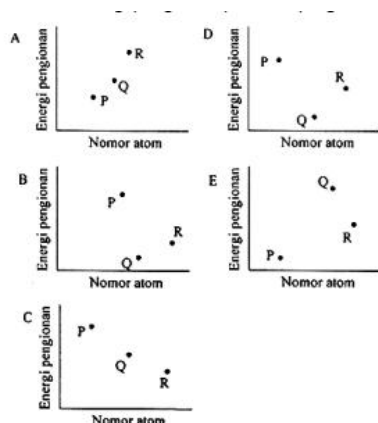 A
Energi pengionan
R
Q
P
Nomor atom
D
Energi pengionan
P
R
Q
Nomor atom
B
Energi pengionan
P
R
Q
Nomor atom
E
Energi pengionan
Q
R
P
Nomor atom
C
Energi pengionan
P
Q
R
Nomor atom